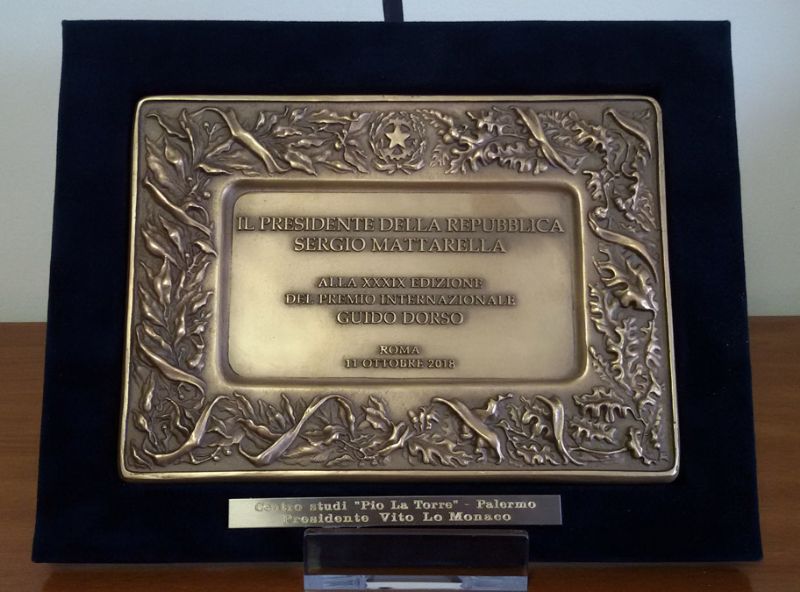 IL PRESIDENTE DELLA REPUBBLICA
SERGIO MATTARELLA
ALLA XXXIX EDIZIONE
DEL PREMIO INTERNAZIONALE
GUIDO DORSO
ROMA
11 OTTOBRE 2018
Centro studi "Pio La Torre" - Palermo
Presidente Vito Lo Monaco